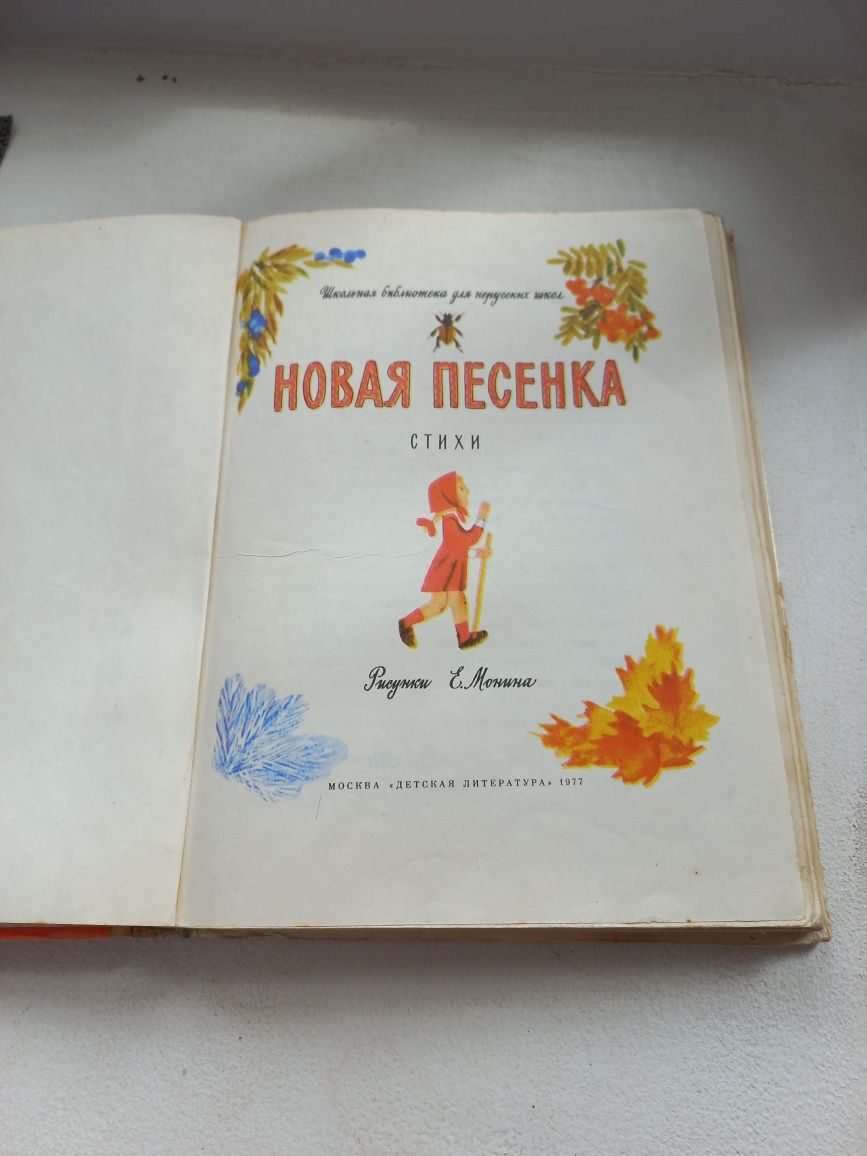 Школьная библиотека для нерусских школ
НОВАЯ ПЕСЕНКА
СТИХИ
Рисунки Е. Монина
МОСКВА «ДЕТСКАЯ ЛИТЕРАТУРА» 1977